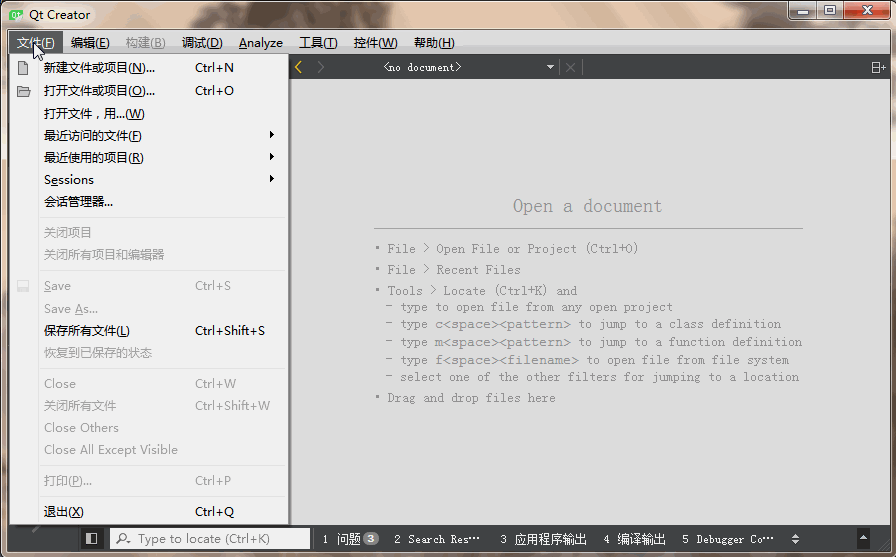 Qt Creator
文件(F) 编辑(E) 构建(B) 调试(D) Analyze 工具(T) 控件(W) 帮助(H)
新建文件或项目(N)... Ctrl+N
打开文件或项目(O)... Ctrl+O
打开文件，用...(W)
最近访问的文件(F)
最近使用的项目(R)
Sessions
会话管理器...
关闭项目
关闭所有项目和编辑器
Save Ctrl+S
Save As...
保存所有文件(L) Ctrl+Shift+S
恢复到已保存的状态
Close Ctrl+W
关闭所有文件 Ctrl+Shift+W
Close Others
Close All Except Visible
打印(P)... Ctrl+P
退出(X) Ctrl+Q
<no document>
Open a document
• File > Open File or Project (Ctrl+O)
• File > Recent Files
• Tools > Locate (Ctrl+K) and
- type to open file from any open project
- type c<space><pattern> to jump to a class definition
- type m<space><pattern> to jump to a function definition
- type f<space><filename> to open file from file system
- select one of the other filters for jumping to a location
• Drag and drop files here
Type to locate (Ctrl+K) 1 问题 3 2 Search Res… 3 应用程序输出 4 编译输出 5 Debugger Co…